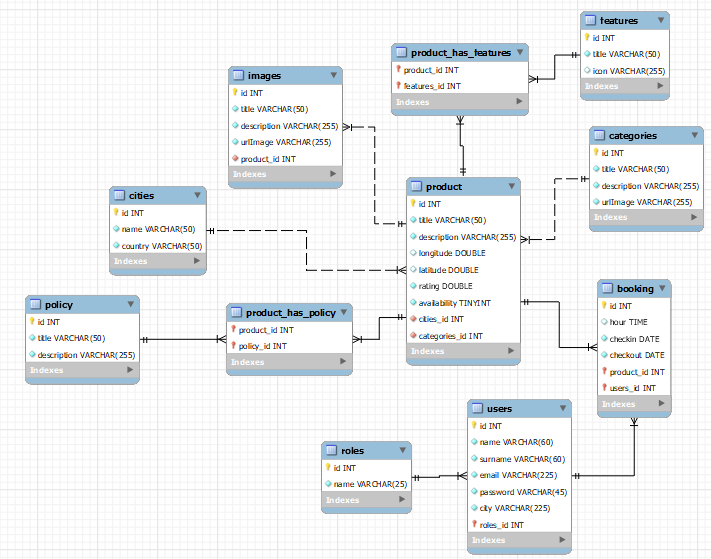 features
id INT
title VARCHAR(50)
icon VARCHAR(255)
Indexes
product_has_features
product_id INT
features_id INT
Indexes
images
id INT
title VARCHAR(50)
description VARCHAR(255)
urlImage VARCHAR(255)
product_id INT
Indexes
categories
id INT
title VARCHAR(50)
description VARCHAR(255)
urlImage VARCHAR(255)
Indexes
cities
id INT
name VARCHAR(50)
country VARCHAR(50)
Indexes
product
id INT
title VARCHAR(50)
description VARCHAR(255)
longitude DOUBLE
latitude DOUBLE
rating DOUBLE
availability TINYINT
cities_id INT
categories_id INT
Indexes
policy
id INT
title VARCHAR(50)
description VARCHAR(255)
Indexes
product_has_policy
product_id INT
policy_id INT
Indexes
booking
id INT
hour TIME
checkin DATE
checkout DATE
product_id INT
users_id INT
Indexes
users
id INT
name VARCHAR(60)
surname VARCHAR(60)
email VARCHAR(225)
password VARCHAR(45)
city VARCHAR(225)
roles_id INT
Indexes
roles
id INT
name VARCHAR(25)
Indexes